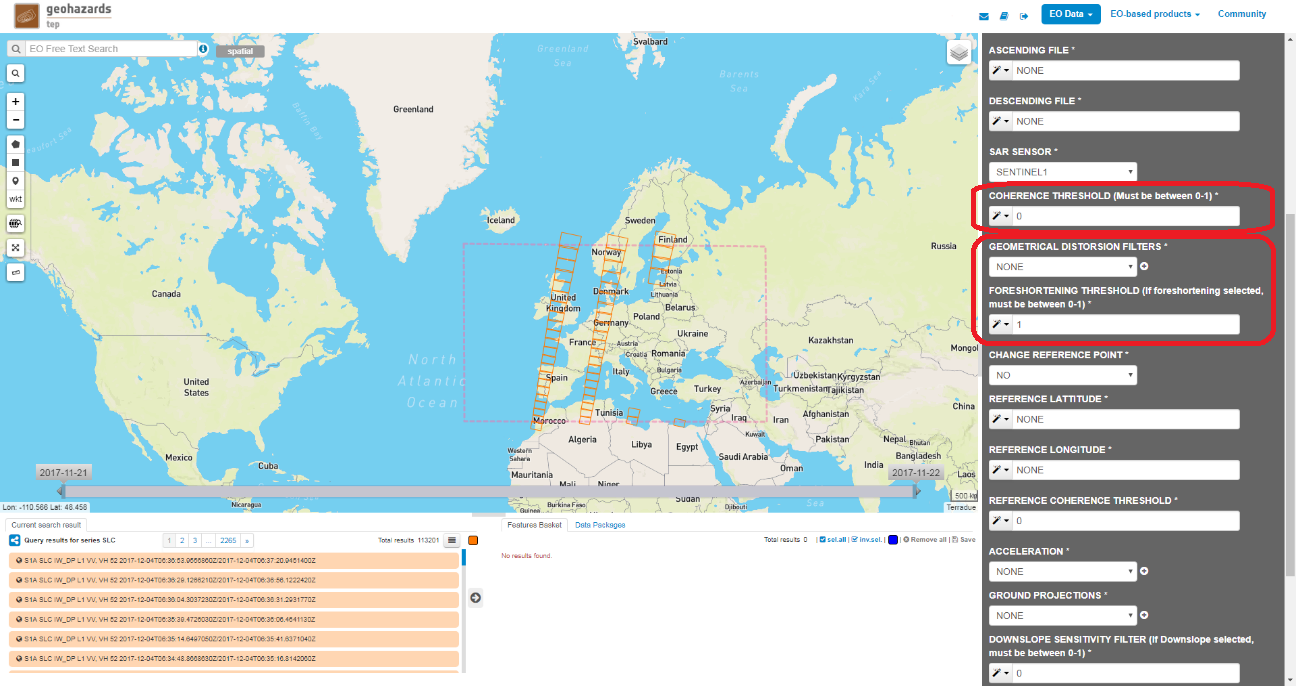 geohazards
tep
EO Data
EO-based products
Community
EO Free Text Search
spatial
wkt
Svalbard
Greenland
Sea
Barents
Sea
Kara Sea
Baffin Bay
Greenland
Iceland
Sweden
Finland
Norway
Russia
Estonia
Latvia
Lithuania
Denmark
United
Kingdom
Belarus
Poland
Germany
Ukraine
Canada
France
Austria
Croatia
Romania
Kazakhstan
Mongol
North
Atlantic
Ocean
Italy
Bulgaria
Spain
Greece
Turkey
Azerbaijan
Uzbekistan
Kyrgyzstan
Turkmenistan
Tajikistan
United
States
Tunisia
Syria
Iraq
Iran
Afghanistan
China
Morocco
Algeria
Libya
Egypt
Kuwait
Pakistan
Nepal
Bhutan
Western
Sahara
Saudi Arabia
Bangladesh
Mexico
Cuba
Mauritania
Oman
India
Laos
Mali
Niger
2017-11-21
2017-11-22
Sudan
500 km
Lon: -110.566 Lat: 48.458
Nicaragua
Burkina Faso
Guinea
Djibouti
Sea
Terradue
ASCENDING FILE *
NONE
DESCENDING FILE *
NONE
SAR SENSOR *
SENTINEL1
COHERENCE THRESHOLD (Must be between 0-1) *
0
GEOMETRICAL DISTORSION FILTERS *
NONE
FORESHORTENING THRESHOLD (If foreshortening selected,
must be between 0-1) *
1
CHANGE REFERENCE POINT *
NO
REFERENCE LATTITUDE *
NONE
REFERENCE LONGITUDE *
NONE
REFERENCE COHERENCE THRESHOLD *
0
ACCELERATION *
NONE
GROUND PROJECTIONS *
NONE
DOWNSLOPE SENSITIVITY FILTER (If Downslope selected,
must be between 0-1) *
0
Current search result
Query results for series SLC
1 2 3 ... 2265 »
Total results 113201
S1A SLC IW_DP L1 VV, VH 52 2017-12-04T06:36:53.9666860Z/2017-12-04T06:37:20.9451400Z
S1A SLC IW_DP L1 VV, VH 52 2017-12-04T06:36:29.1266210Z/2017-12-04T06:36:56.1222420Z
S1A SLC IW_DP L1 VV, VH 52 2017-12-04T06:36:04.3037230Z/2017-12-04T06:36:31.2931770Z
S1A SLC IW_DP L1 VV, VH 52 2017-12-04T06:35:39.4726030Z/2017-12-04T06:36:06.4641130Z
S1A SLC IW_DP L1 VV, VH 52 2017-12-04T06:35:14.6497050Z/2017-12-04T06:35:41.6371040Z
S1A SLC IW_DP L1 VV, VH 52 2017-12-04T06:34:48.8668630Z/2017-12-04T06:35:16.8142060Z
Features Basket
Data Packages
Total results 0 | sel.all | inv.sel. | Remove all | Save
No results found.